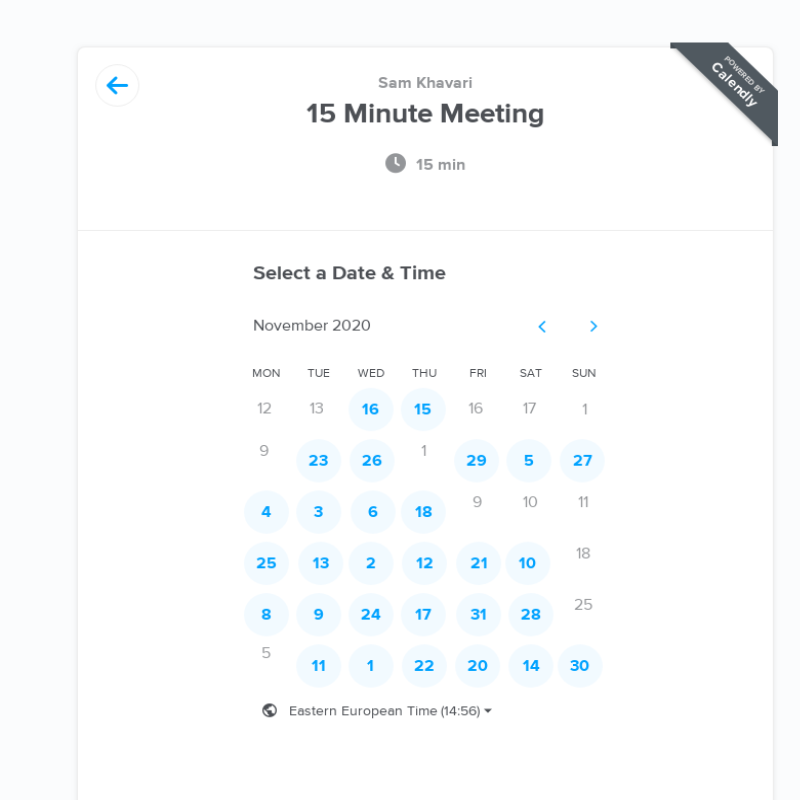 POWERED BY
Calendly
Sam Khavari
15 Minute Meeting
15 min
Select a Date & Time
November 2020
MON TUE WED THU FRI SAT SUN
12 13 16 15 16 17 1
9 23 26 1 29 5 27
4 3 6 18 9 10 11
25 13 2 12 21 10 18
8 9 24 17 31 28 25
5 11 1 22 20 14 30
Eastern European Time (14:56)